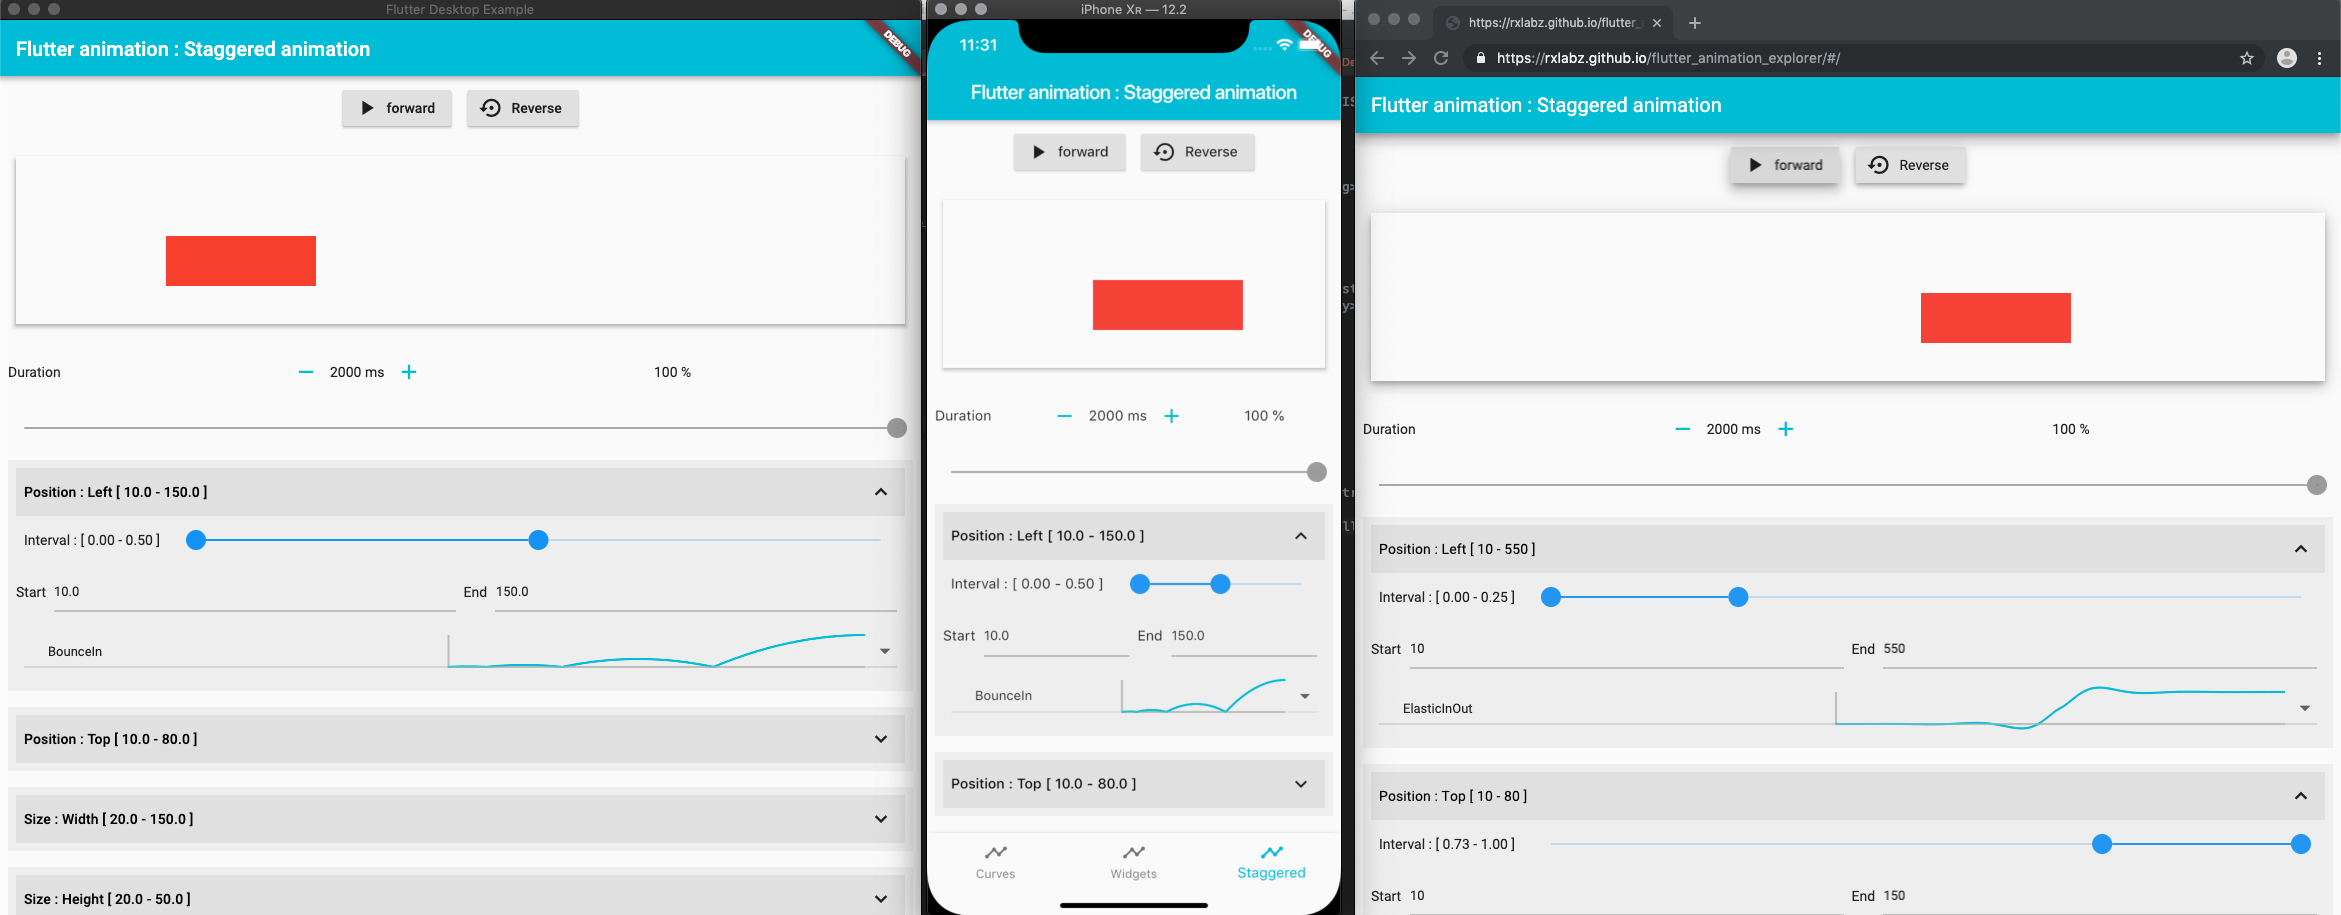 Flutter Desktop Example
Flutter animation : Staggered animation
DEBUG
forward
Reverse
Duration
2000 ms
100 %
Position : Left [ 10.0 - 150.0 ]
Interval : [ 0.00 - 0.50 ]
Start 10.0
End 150.0
BounceIn
Position : Top [ 10.0 - 80.0 ]
Size : Width [ 20.0 - 150.0 ]
Size : Height [ 20.0 - 50.0 ]
iPhone Xʀ — 12.2
11:31
DEBUG
Flutter animation : Staggered animation
forward
Reverse
Duration
2000 ms
100 %
Position : Left [ 10.0 - 150.0 ]
Interval : [ 0.00 - 0.50 ]
Start 10.0
End 150.0
BounceIn
Position : Top [ 10.0 - 80.0 ]
Curves
Widgets
Staggered
https://rxlabz.github.io/flutter_
https://rxlabz.github.io/flutter_animation_explorer/#/
Flutter animation : Staggered animation
forward
Reverse
Duration
2000 ms
100 %
Position : Left [ 10 - 550 ]
Interval : [ 0.00 - 0.25 ]
Start 10
End 550
ElasticInOut
Position : Top [ 10 - 80 ]
Interval : [ 0.73 - 1.00 ]
Start 10
End 150